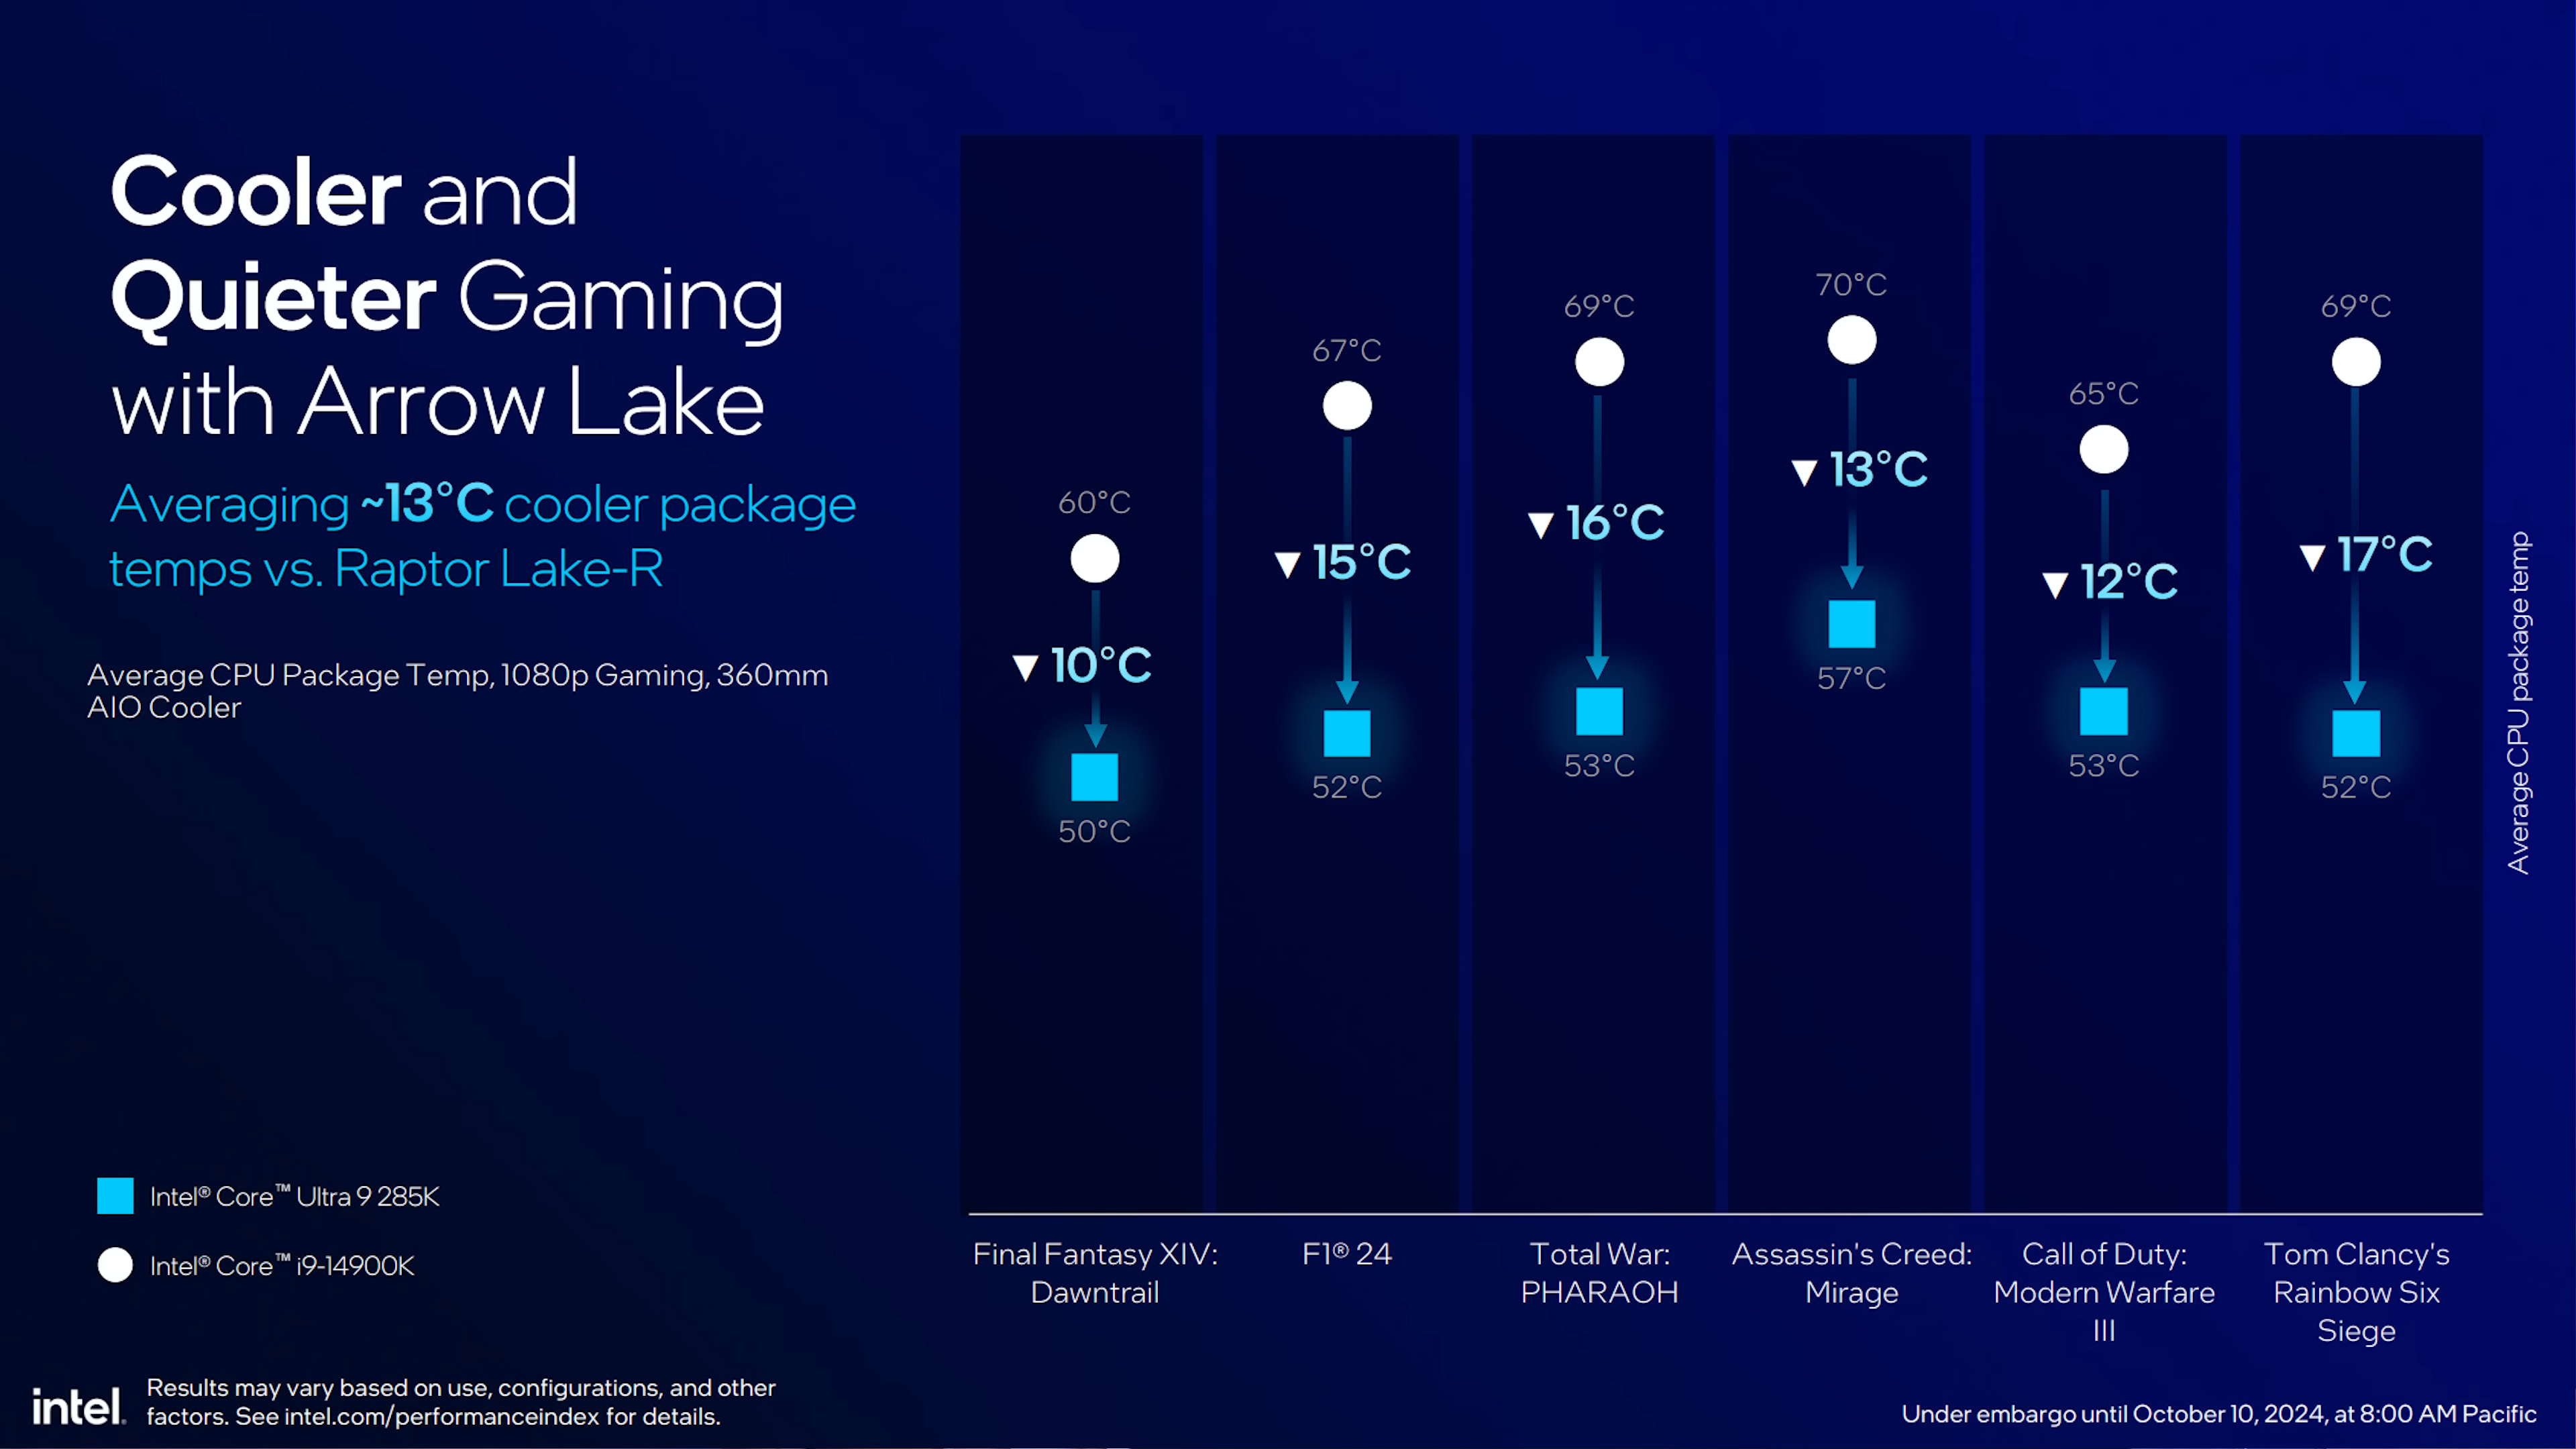 Cooler and
Quieter Gaming
with Arrow Lake
Averaging ~13°C cooler package
temps vs. Raptor Lake-R
Average CPU Package Temp, 1080p Gaming, 360mm
AIO Cooler
Intel® Core™ Ultra 9 285K
Intel® Core™ i9-14900K
60°C
▼ 10°C
50°C
67°C
▼ 15°C
52°C
69°C
▼ 16°C
53°C
70°C
▼ 13°C
57°C
65°C
▼ 12°C
53°C
69°C
▼ 17°C
52°C
Average CPU package temp
Final Fantasy XIV:
Dawntrail
F1® 24
Total War:
PHARAOH
Assassin's Creed:
Mirage
Call of Duty:
Modern Warfare
III
Tom Clancy's
Rainbow Six
Siege
intel.
Results may vary based on use, configurations, and other
factors. See intel.com/performanceindex for details.
Under embargo until October 10, 2024, at 8:00 AM Pacific